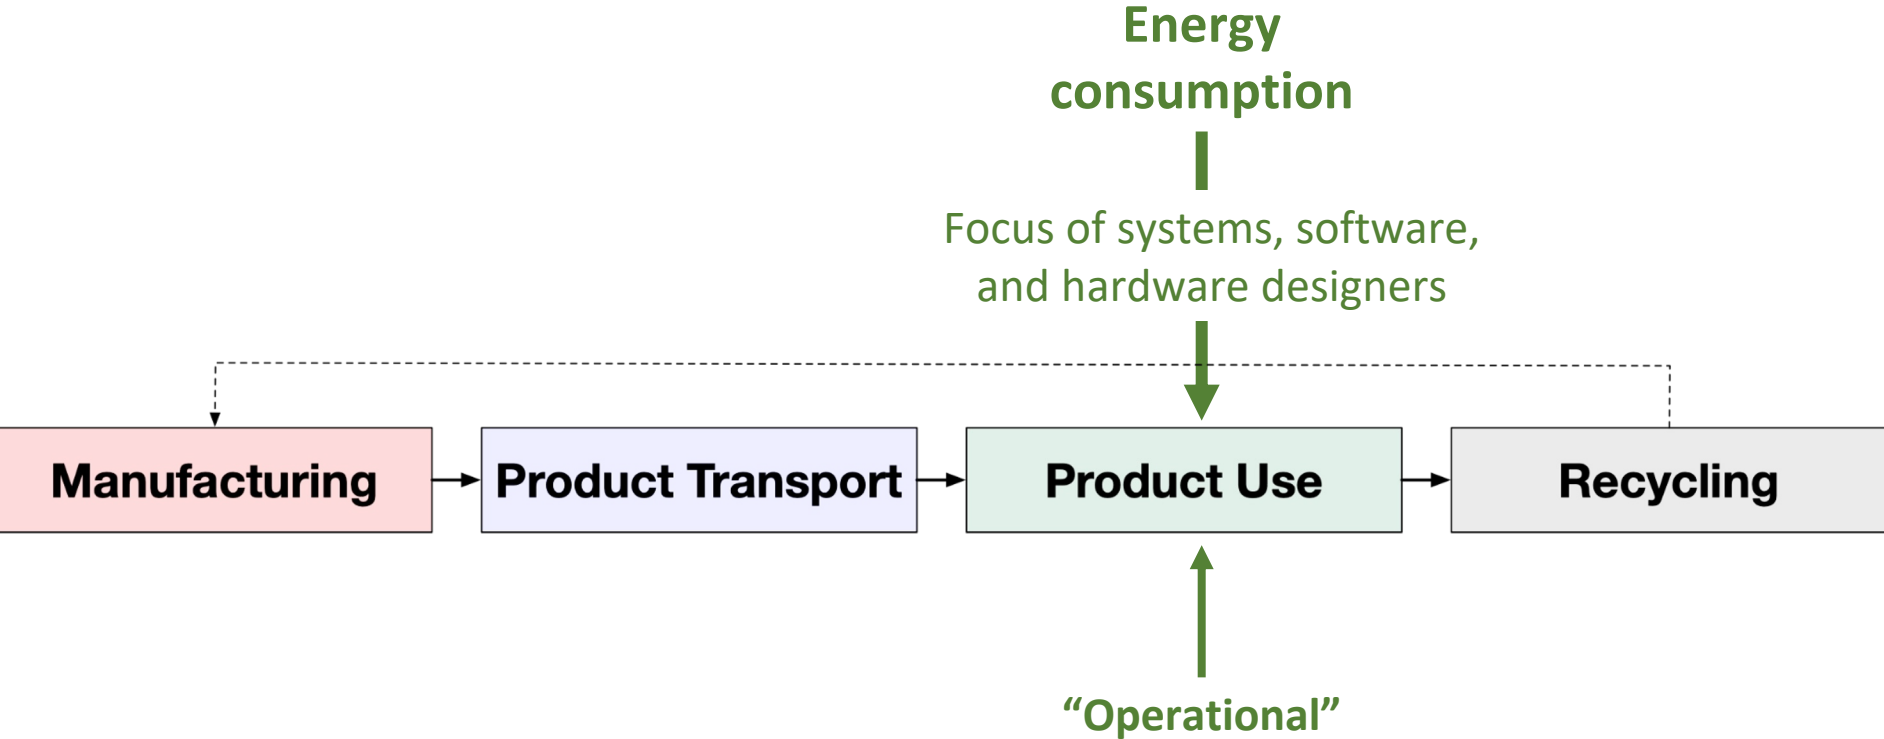 Energy
consumption
Focus of systems, software,
and hardware designers
Manufacturing
Product Transport
Product Use
Recycling
“Operational”